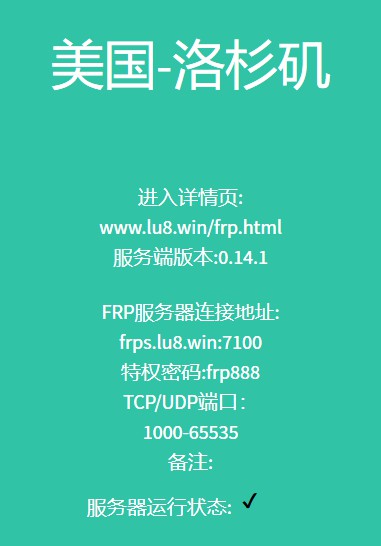 美国-洛杉矶
进入详情页:
www.lu8.win/frp.html
服务端版本:0.14.1
FRP服务器连接地址:
frps.lu8.win:7100
特权密码:frp888
TCP/UDP端口：
1000-65535
备注:
服务器运行状态: ✓